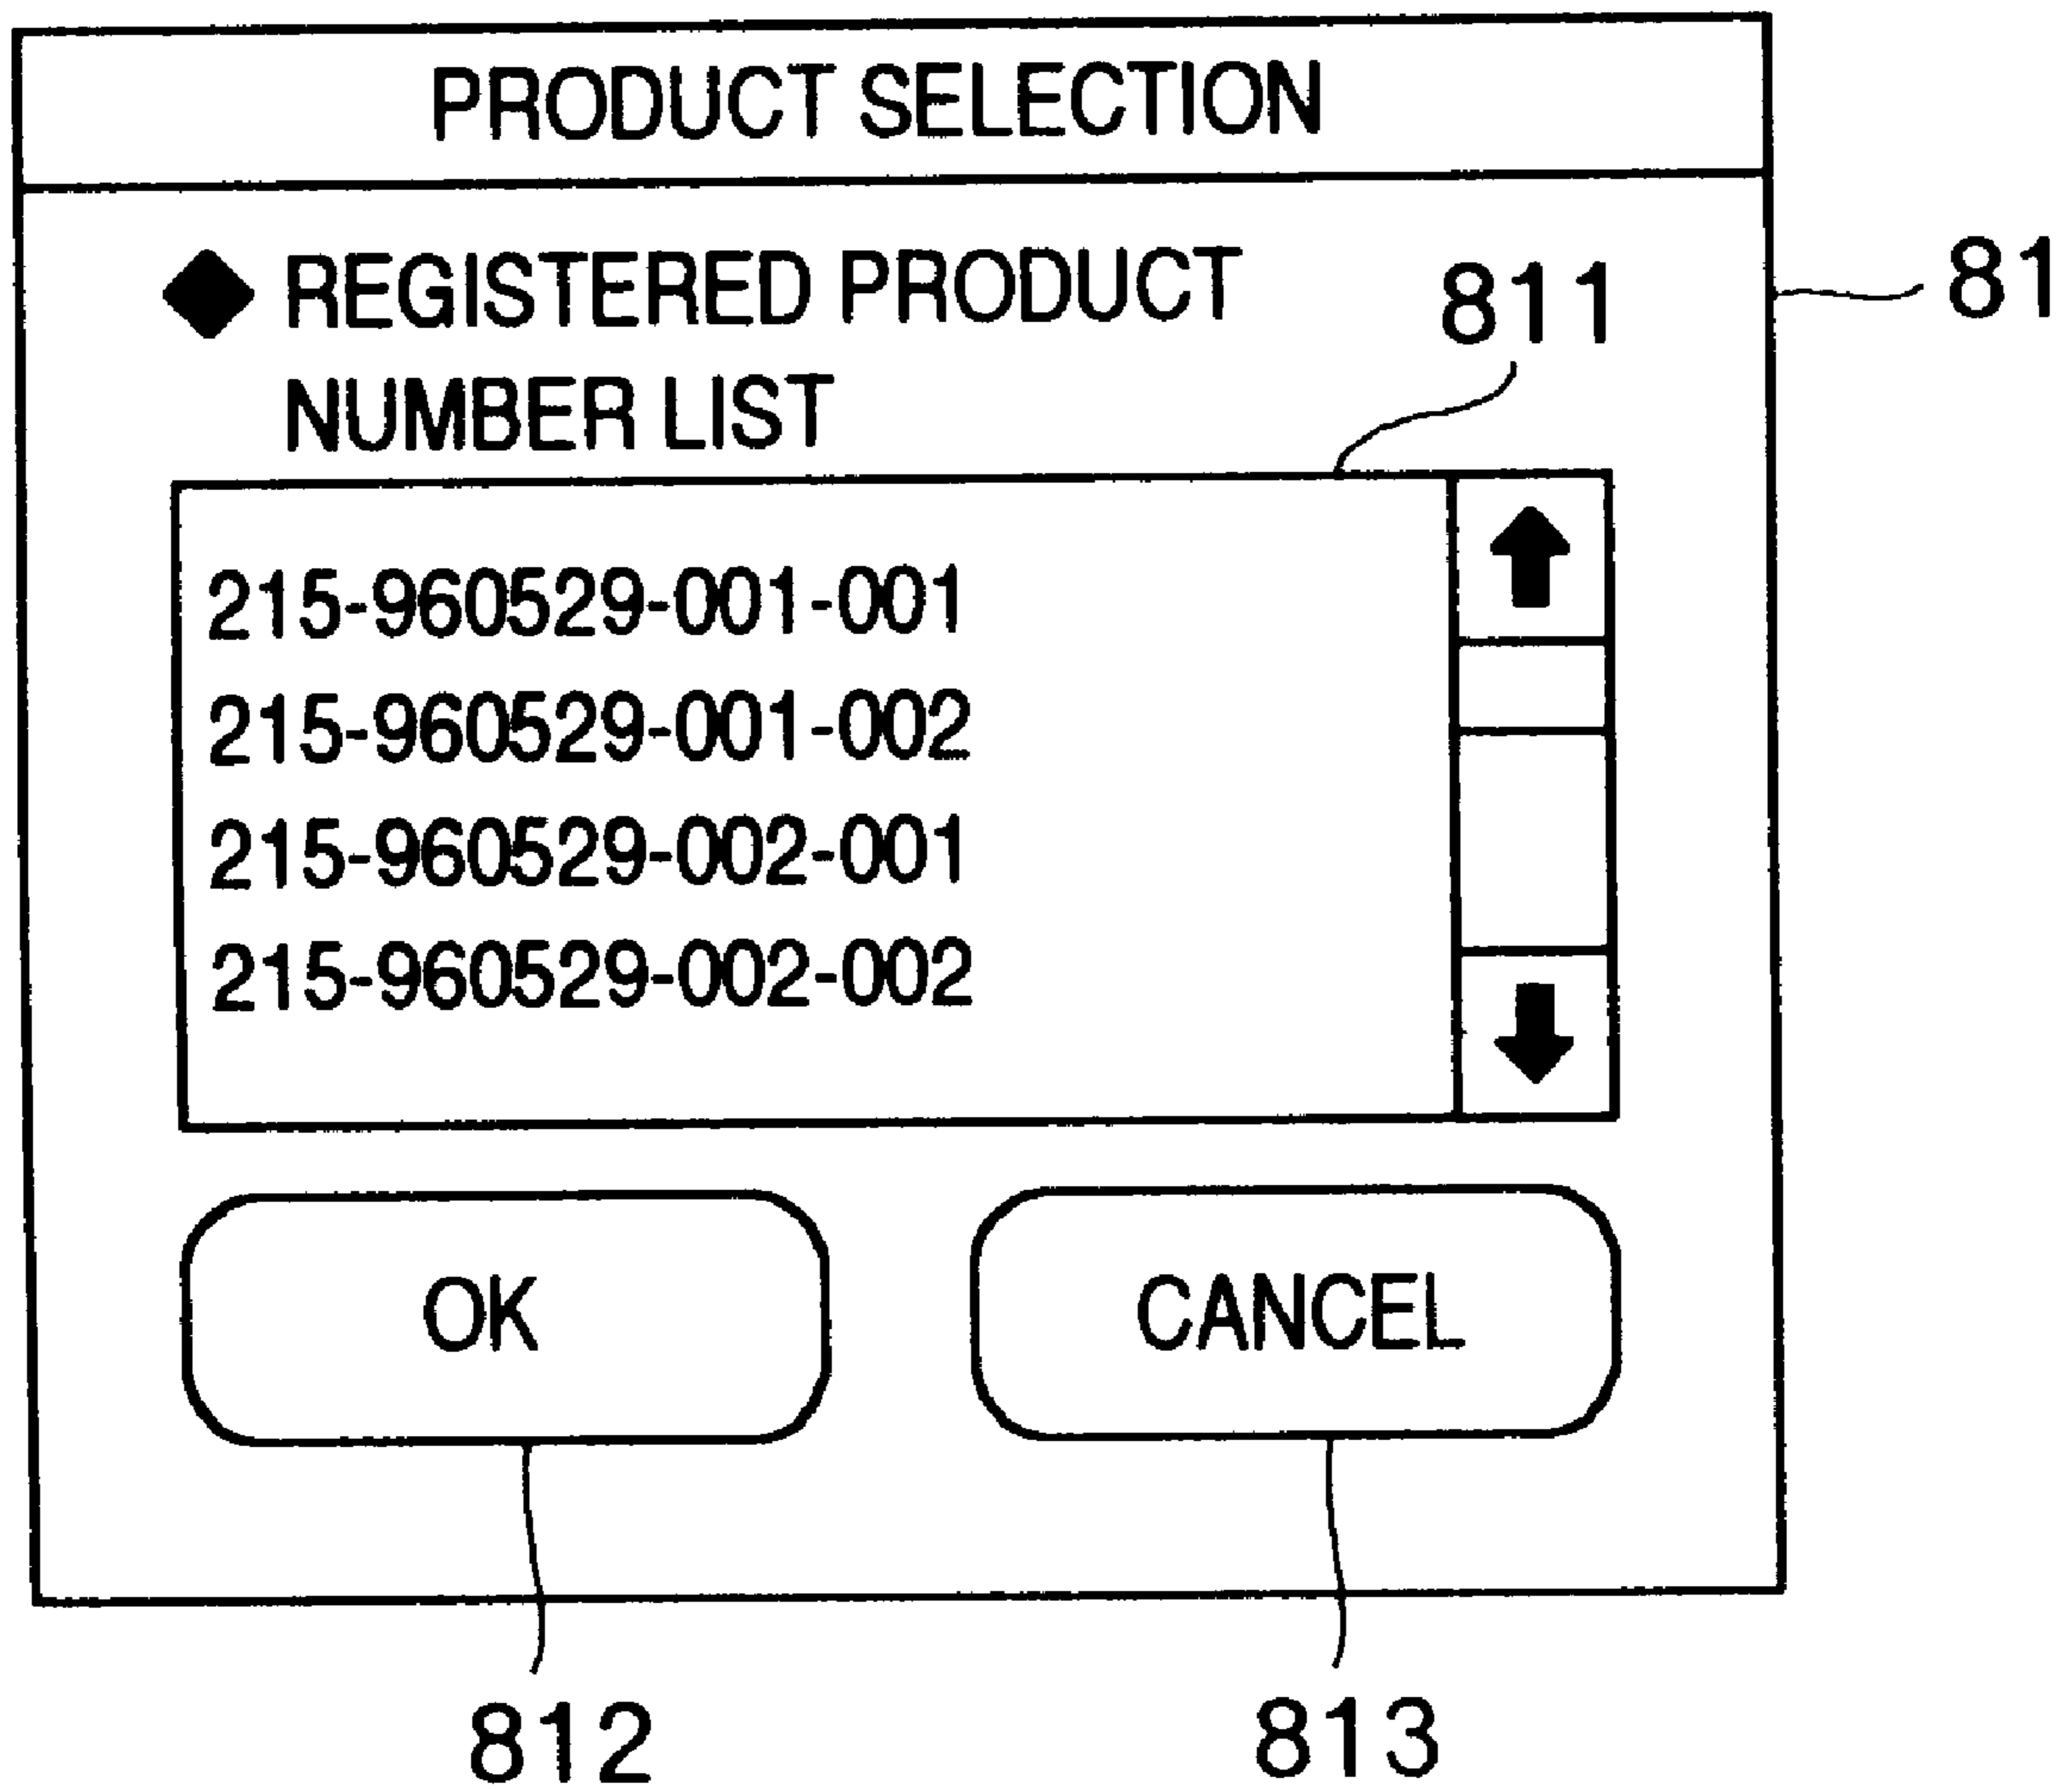 PRODUCT SELECTION
◆ REGISTERED PRODUCT
NUMBER LIST
811
81
215-960529-001-001
215-960529-001-002
215-960529-002-001
215-960529-002-002
OK
CANCEL
812
813